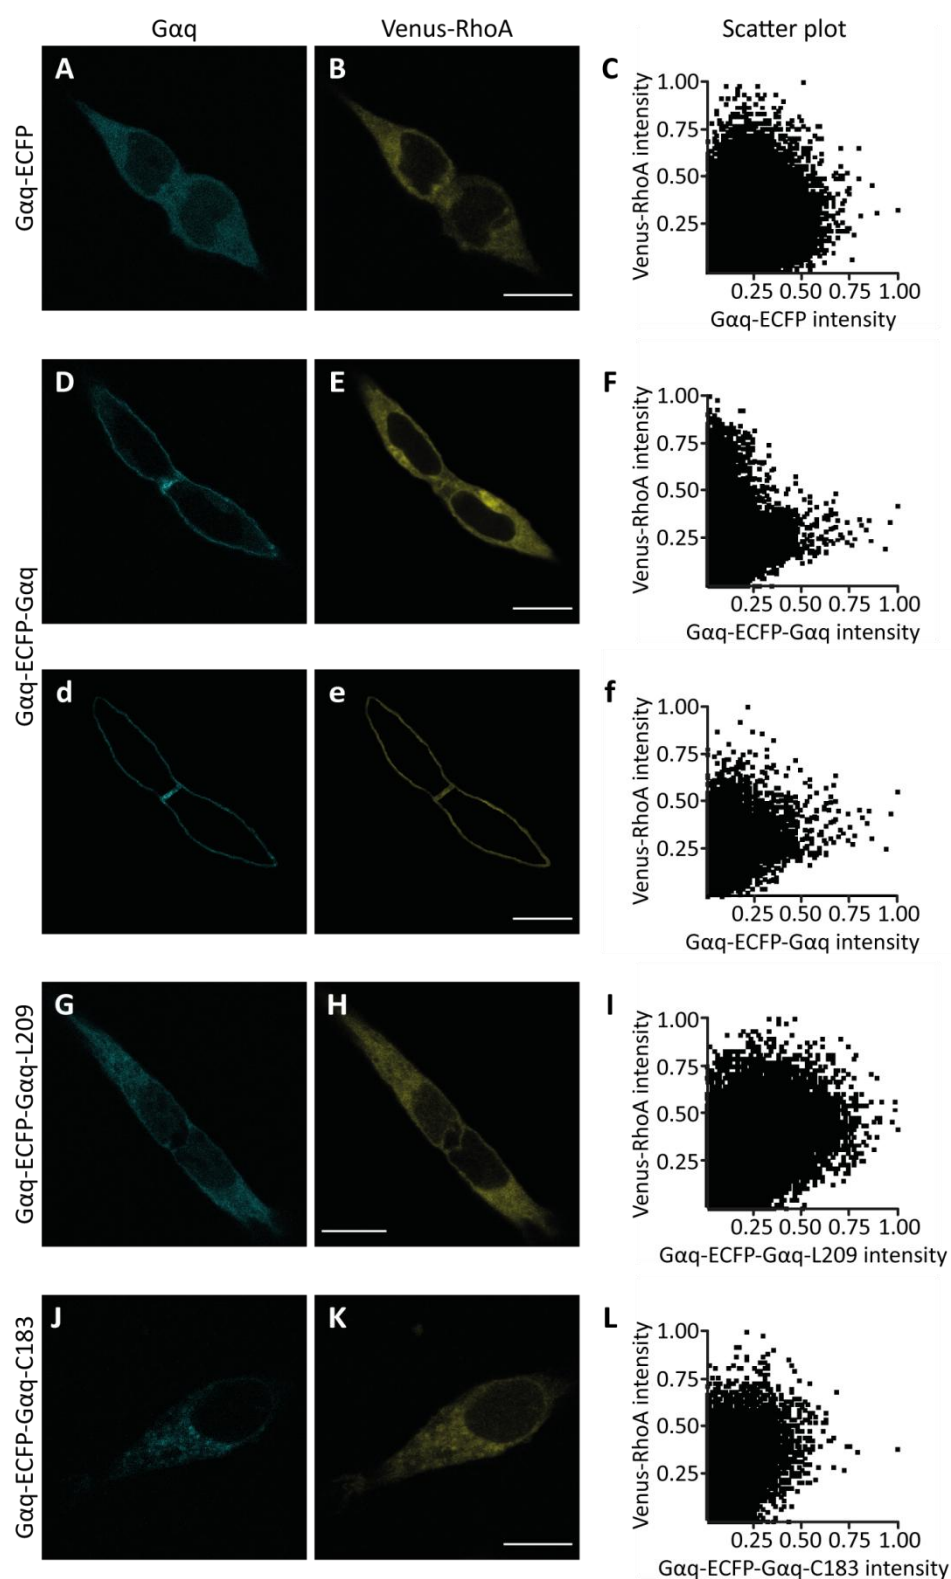 Gαq Venus-RhoA Scatter plot
Gαq-ECFP
A B C
Venus-RhoA intensity
1.00
0.75
0.50
0.25
0.25 0.50 0.75 1.00
Gαq-ECFP intensity
Gαq-ECFP-Gαq
D E F
Venus-RhoA intensity
1.00
0.75
0.50
0.25
0.25 0.50 0.75 1.00
Gαq-ECFP-Gαq intensity
d e f
Venus-RhoA intensity
1.00
0.75
0.50
0.25
0.25 0.50 0.75 1.00
Gαq-ECFP-Gαq intensity
Gαq-ECFP-Gαq-L209
G H I
Venus-RhoA intensity
1.00
0.75
0.50
0.25
0.25 0.50 0.75 1.00
Gαq-ECFP-Gαq-L209 intensity
Gαq-ECFP-Gαq-C183
J K L
Venus-RhoA intensity
1.00
0.75
0.50
0.25
0.25 0.50 0.75 1.00
Gαq-ECFP-Gαq-C183 intensity